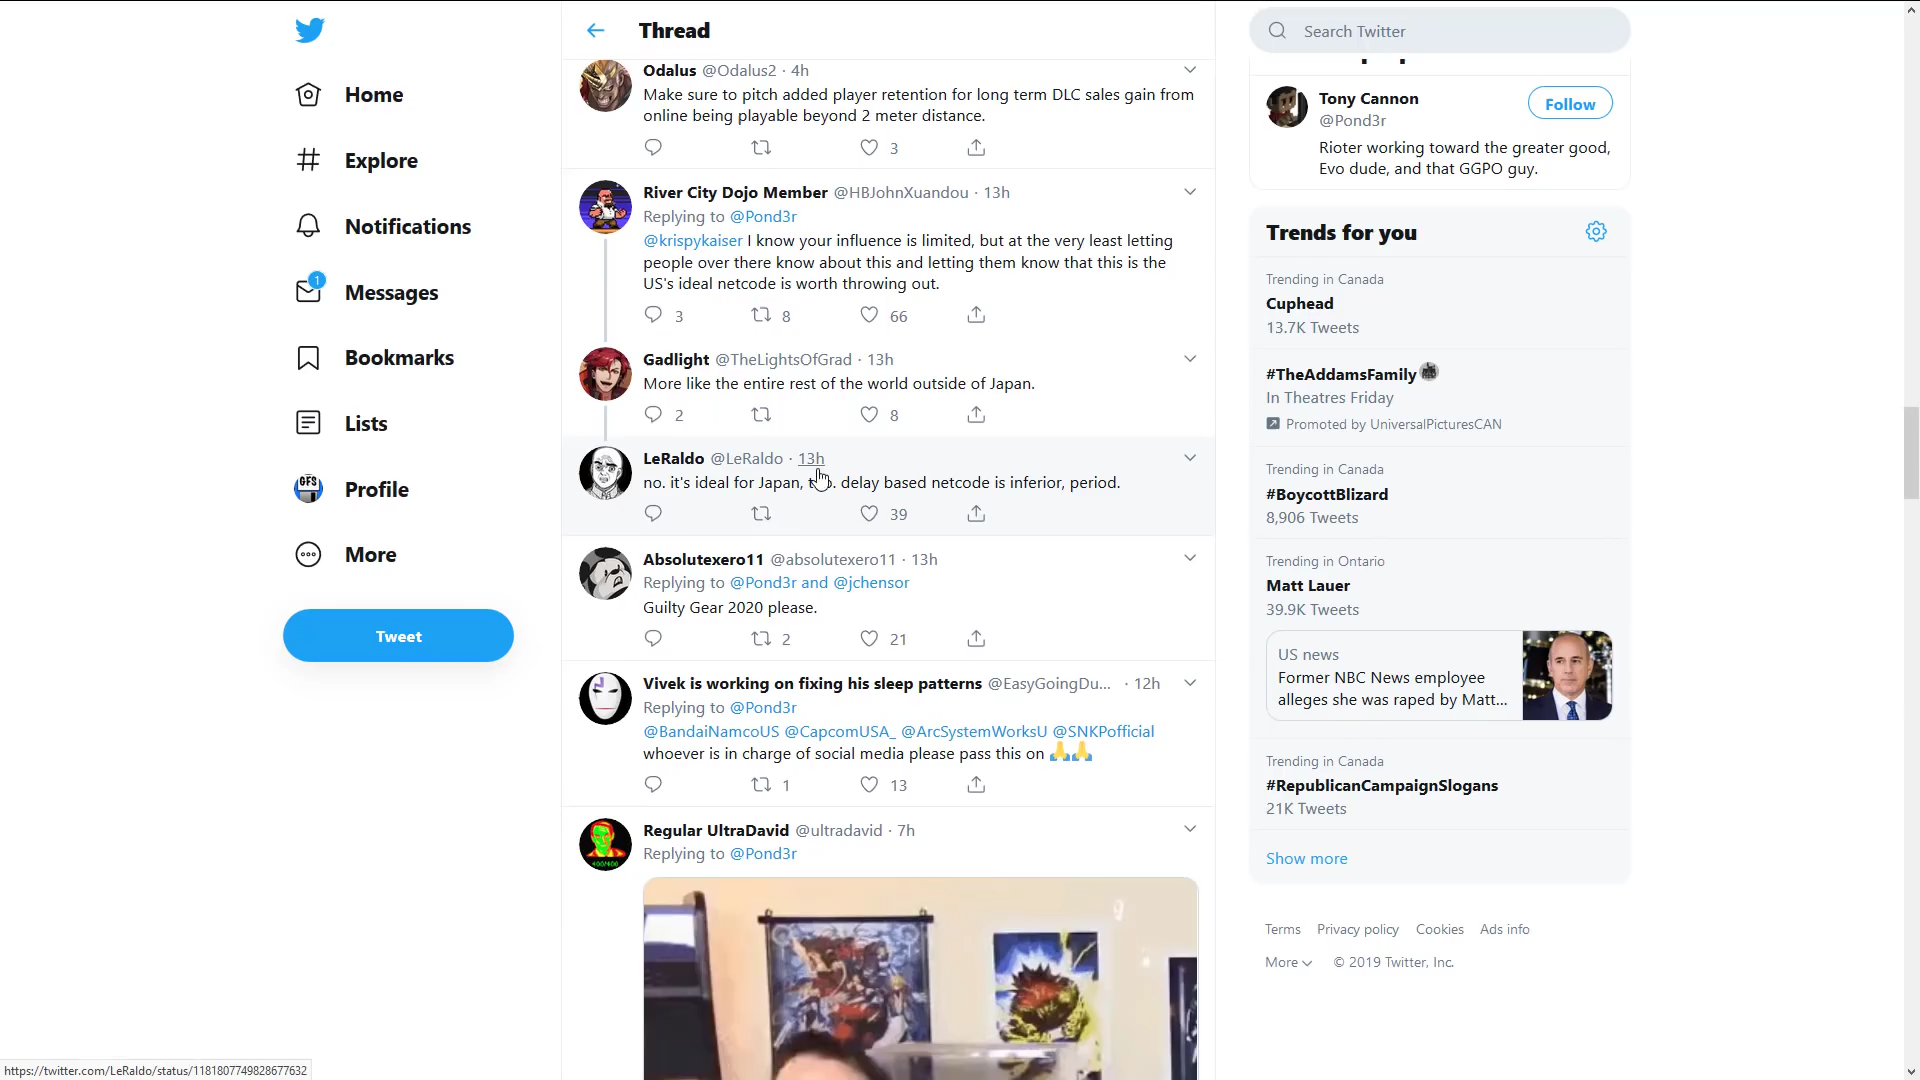 Home
Explore
Notifications
1
Messages
Bookmarks
Lists
GFS
Profile
More
Tweet
Thread
Odalus @Odalus2 · 4h
Make sure to pitch added player retention for long term DLC sales gain from
online being playable beyond 2 meter distance.
3
River City Dojo Member @HBJohnXuandou · 13h
Replying to @Pond3r
@krispykaiser I know your influence is limited, but at the very least letting
people over there know about this and letting them know that this is the
US's ideal netcode is worth throwing out.
3 8 66
Gadlight @TheLightsOfGrad · 13h
More like the entire rest of the world outside of Japan.
2 8
LeRaldo @LeRaldo · 13h
no. it's ideal for Japan, delay based netcode is inferior, period.
39
Absolutexero11 @absolutexero11 · 13h
Replying to @Pond3r and @jchensor
Guilty Gear 2020 please.
2 21
Vivek is working on fixing his sleep patterns @EasyGoingDu... · 12h
Replying to @Pond3r
@BandaiNamcoUS @CapcomUSA_ @ArcSystemWorksU @SNKPofficial
whoever is in charge of social media please pass this on 🙏🙏
1 13
Regular UltraDavid @ultradavid · 7h
Replying to @Pond3r
Search Twitter
Tony Cannon
@Pond3r
Follow
Rioter working toward the greater good,
Evo dude, and that GGPO guy.
Trends for you
Trending in Canada
Cuphead
13.7K Tweets
#TheAddamsFamily
In Theatres Friday
Promoted by UniversalPicturesCAN
Trending in Canada
#BoycottBlizard
8,906 Tweets
Trending in Ontario
Matt Lauer
39.9K Tweets
US news
Former NBC News employee
alleges she was raped by Matt...
Trending in Canada
#RepublicanCampaignSlogans
21K Tweets
Show more
Terms Privacy policy Cookies Ads info
More © 2019 Twitter, Inc.
https://twitter.com/LeRaldo/status/1181807749828677632